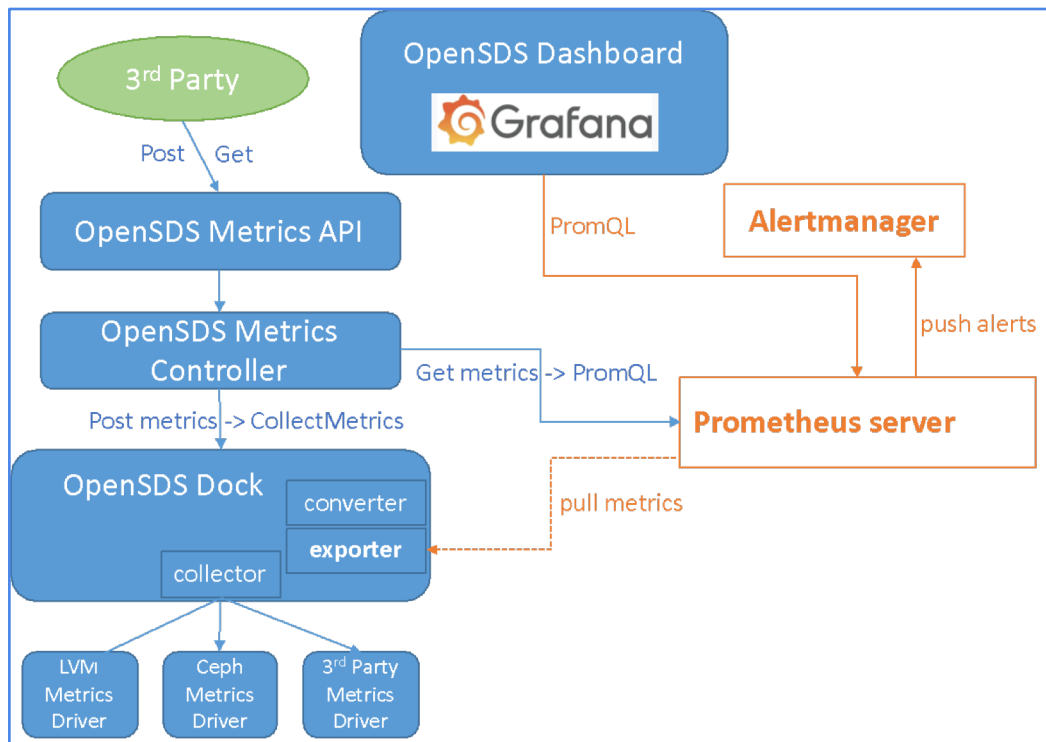 OpenSDS Dashboard
Grafana
3rd Party
Post Get
OpenSDS Metrics API
PromQL
Alertmanager
push alerts
OpenSDS Metrics
Controller
Get metrics -> PromQL
Prometheus server
Post metrics -> CollectMetrics
OpenSDS Dock
converter
exporter
collector
pull metrics
LVM
Metrics
Driver
Ceph
Metrics
Driver
3rd Party
Metrics
Driver